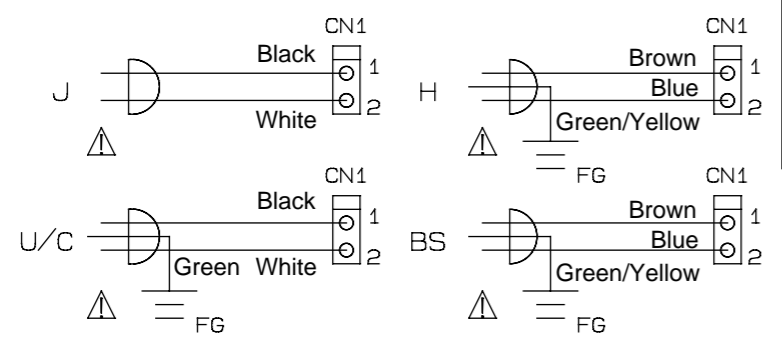 CN1
Black
1
J
2
White
CN1
Brown
1
H
Blue
2
Green/Yellow
FG
CN1
Black
1
U/C
2
Green White
FG
CN1
Brown
1
BS
Blue
2
Green/Yellow
FG